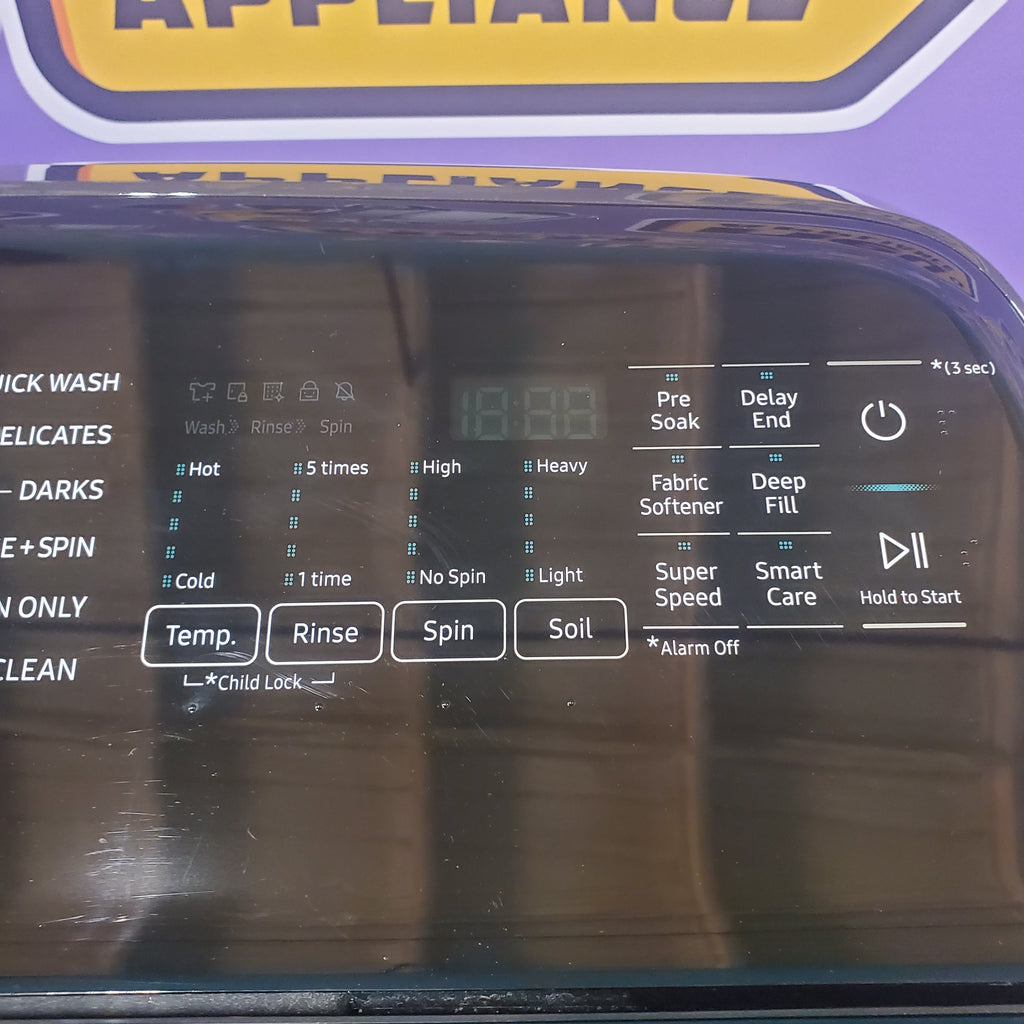 APPLIANCE
UICK WASH
ELICATES
DARKS
E + SPIN
N ONLY
CLEAN
Wash Rinse Spin
18:88
Hot
Cold
Temp.
5 times
1 time
Rinse
*Child Lock
High
No Spin
Spin
Heavy
Light
Soil
Pre
Soak
Delay
End
Fabric
Softener
Deep
Fill
Super
Speed
Smart
Care
*Alarm Off
*(3 sec)
Hold to Start